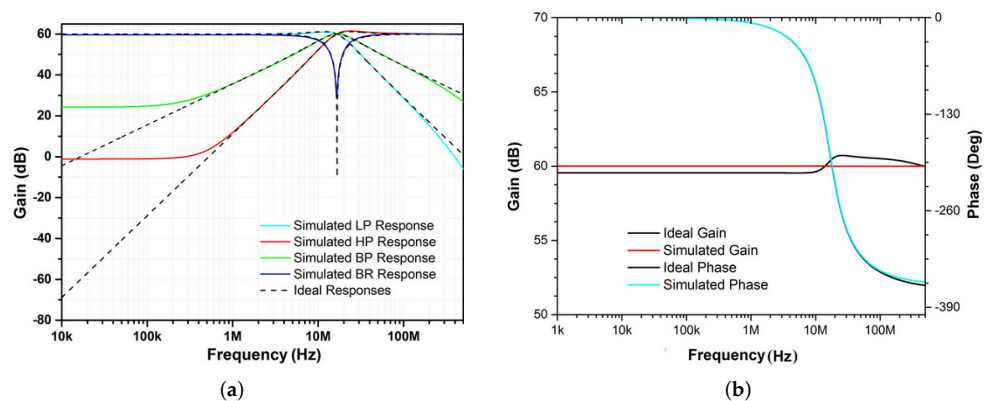 60
40
20
0
-20
-40
-60
-80
Gain (dB)
10k
100k
1M
10M
100M
Frequency (Hz)
Simulated LP Response
Simulated HP Response
Simulated BP Response
Simulated BR Response
Ideal Responses
(a)
70
65
60
55
50
Gain (dB)
1k
10k
100k
1M
10M
100M
Frequency (Hz)
0
-130
-260
-390
Phase (Deg)
Ideal Gain
Simulated Gain
Ideal Phase
Simulated Phase
(b)